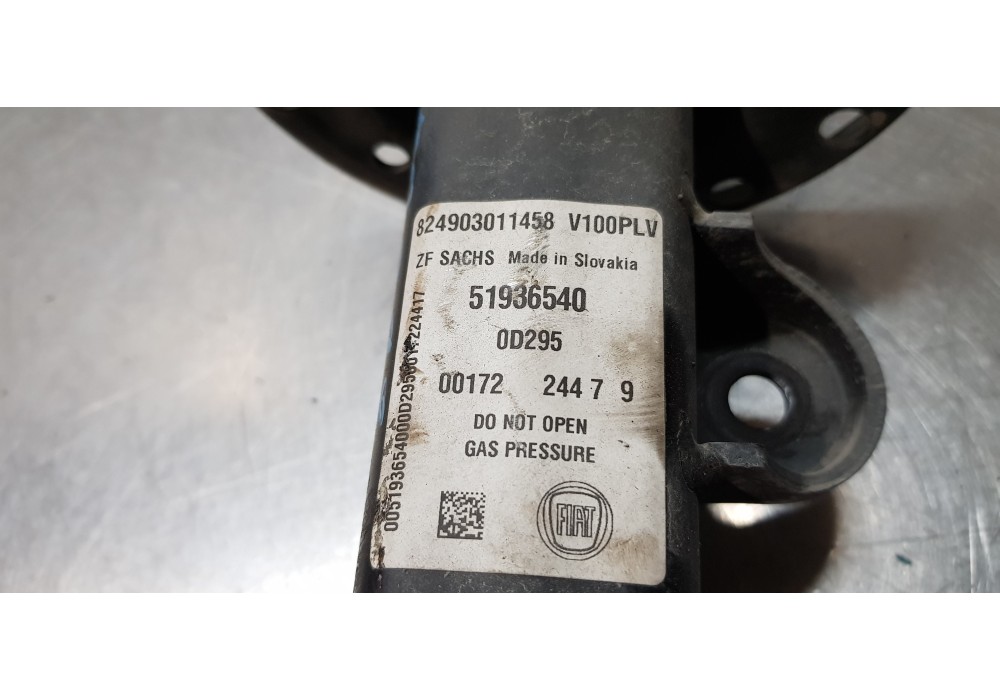 824903011458 V100PLV
ZF SACHS Made in Slovakia
51936540
0D295
00172 244 7 9
DO NOT OPEN
GAS PRESSURE
FIAT